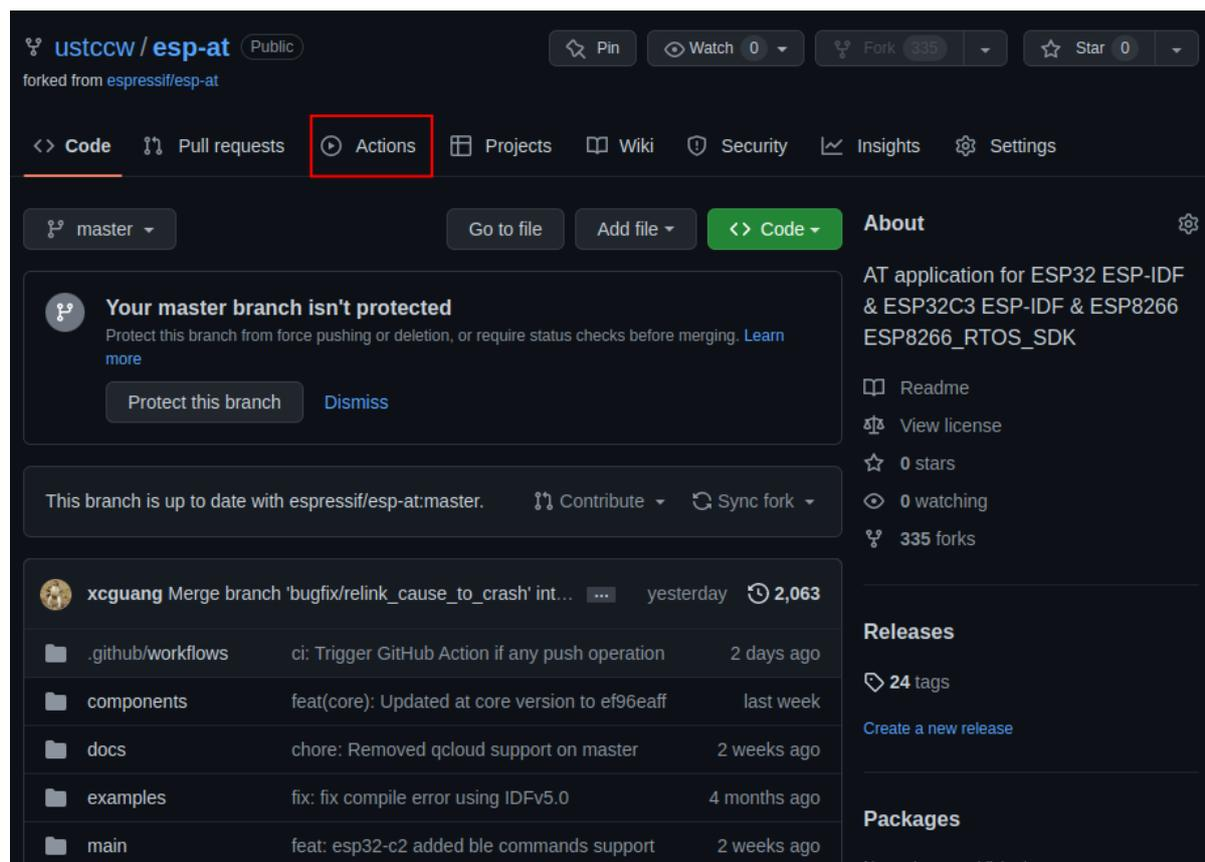 ustccw / esp-at Public
Pin
Watch 0
Fork 335
Star 0
forked from espressif/esp-at
Code
Pull requests
Actions
Projects
Wiki
Security
Insights
Settings
master
Go to file
Add file
Code
Your master branch isn't protected
Protect this branch from force pushing or deletion, or require status checks before merging. Learn
more
Protect this branch
Dismiss
This branch is up to date with espressif/esp-at:master.
Contribute
Sync fork
xcguang Merge branch 'bugfix/relink_cause_to_crash' int... ... yesterday 2,063
.github/workflows ci: Trigger GitHub Action if any push operation 2 days ago
components feat(core): Updated at core version to ef96eaff last week
docs chore: Removed qcloud support on master 2 weeks ago
examples fix: fix compile error using IDFv5.0 4 months ago
main feat: esp32-c2 added ble commands support 2 weeks ago
About
AT application for ESP32 ESP-IDF
& ESP32C3 ESP-IDF & ESP8266
ESP8266_RTOS_SDK
Readme
View license
0 stars
0 watching
335 forks
Releases
24 tags
Create a new release
Packages